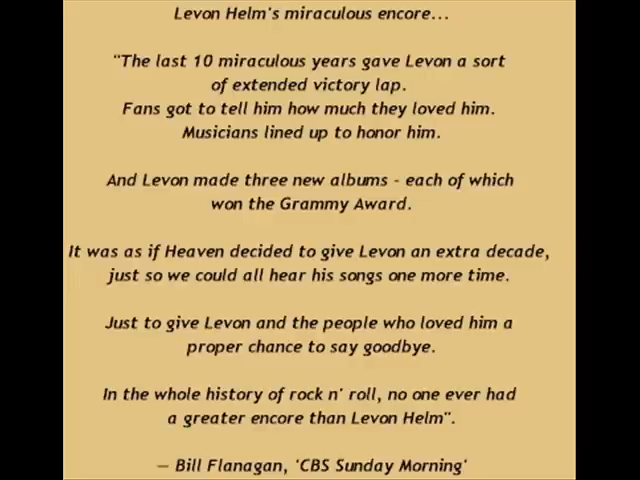 Levon Helm's miraculous encore...
"The last 10 miraculous years gave Levon a sort
of extended victory lap.
Fans got to tell him how much they loved him.
Musicians lined up to honor him.
And Levon made three new albums - each of which
won the Grammy Award.
It was as if Heaven decided to give Levon an extra decade,
just so we could all hear his songs one more time.
Just to give Levon and the people who loved him a
proper chance to say goodbye.
In the whole history of rock n' roll, no one ever had
a greater encore than Levon Helm".
— Bill Flanagan, 'CBS Sunday Morning'